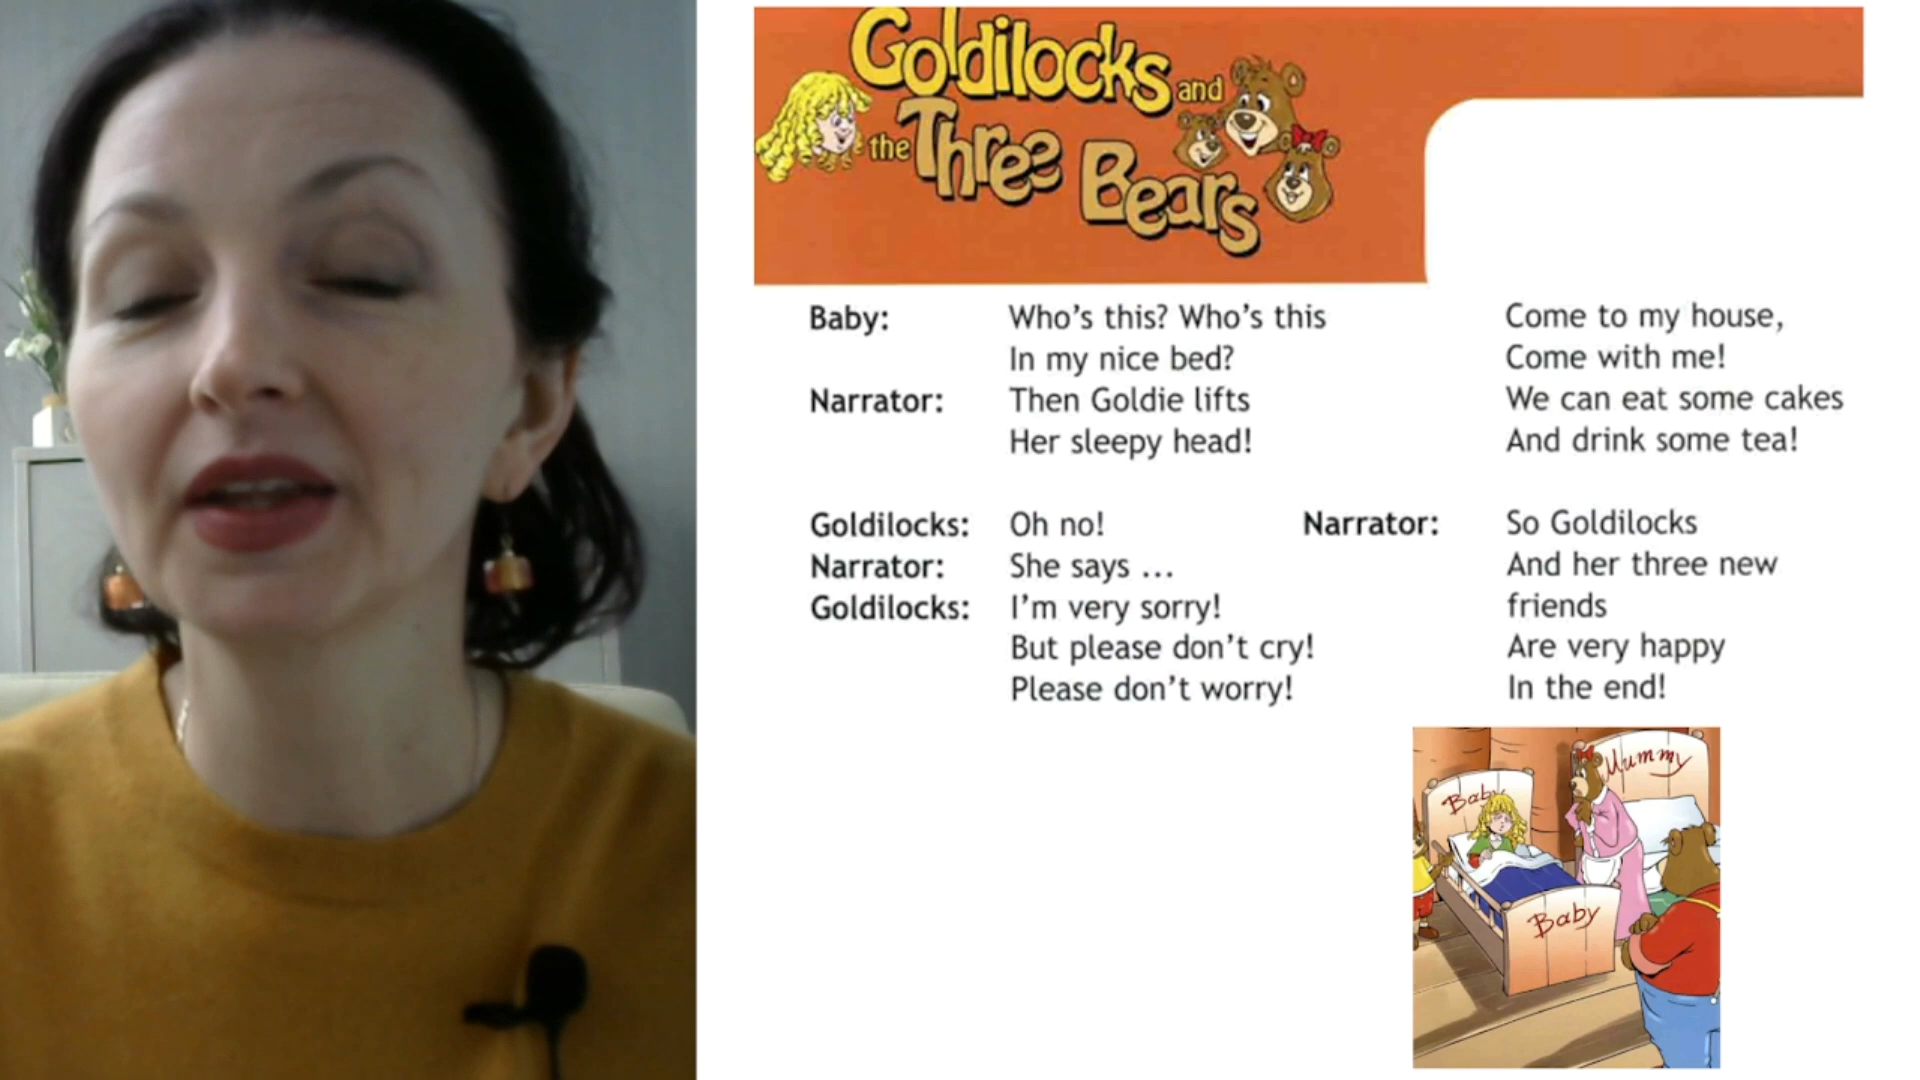 Goldilocks and
the Three Bears
Baby: Who's this? Who's this
In my nice bed?
Narrator: Then Goldie lifts
Her sleepy head!
Goldilocks: Oh no!
Narrator: She says ...
Goldilocks: I'm very sorry!
But please don't cry!
Please don't worry!
Come to my house,
Come with me!
We can eat some cakes
And drink some tea!
Narrator: So Goldilocks
And her three new
friends
Are very happy
In the end!
Mummy
Baby
Baby